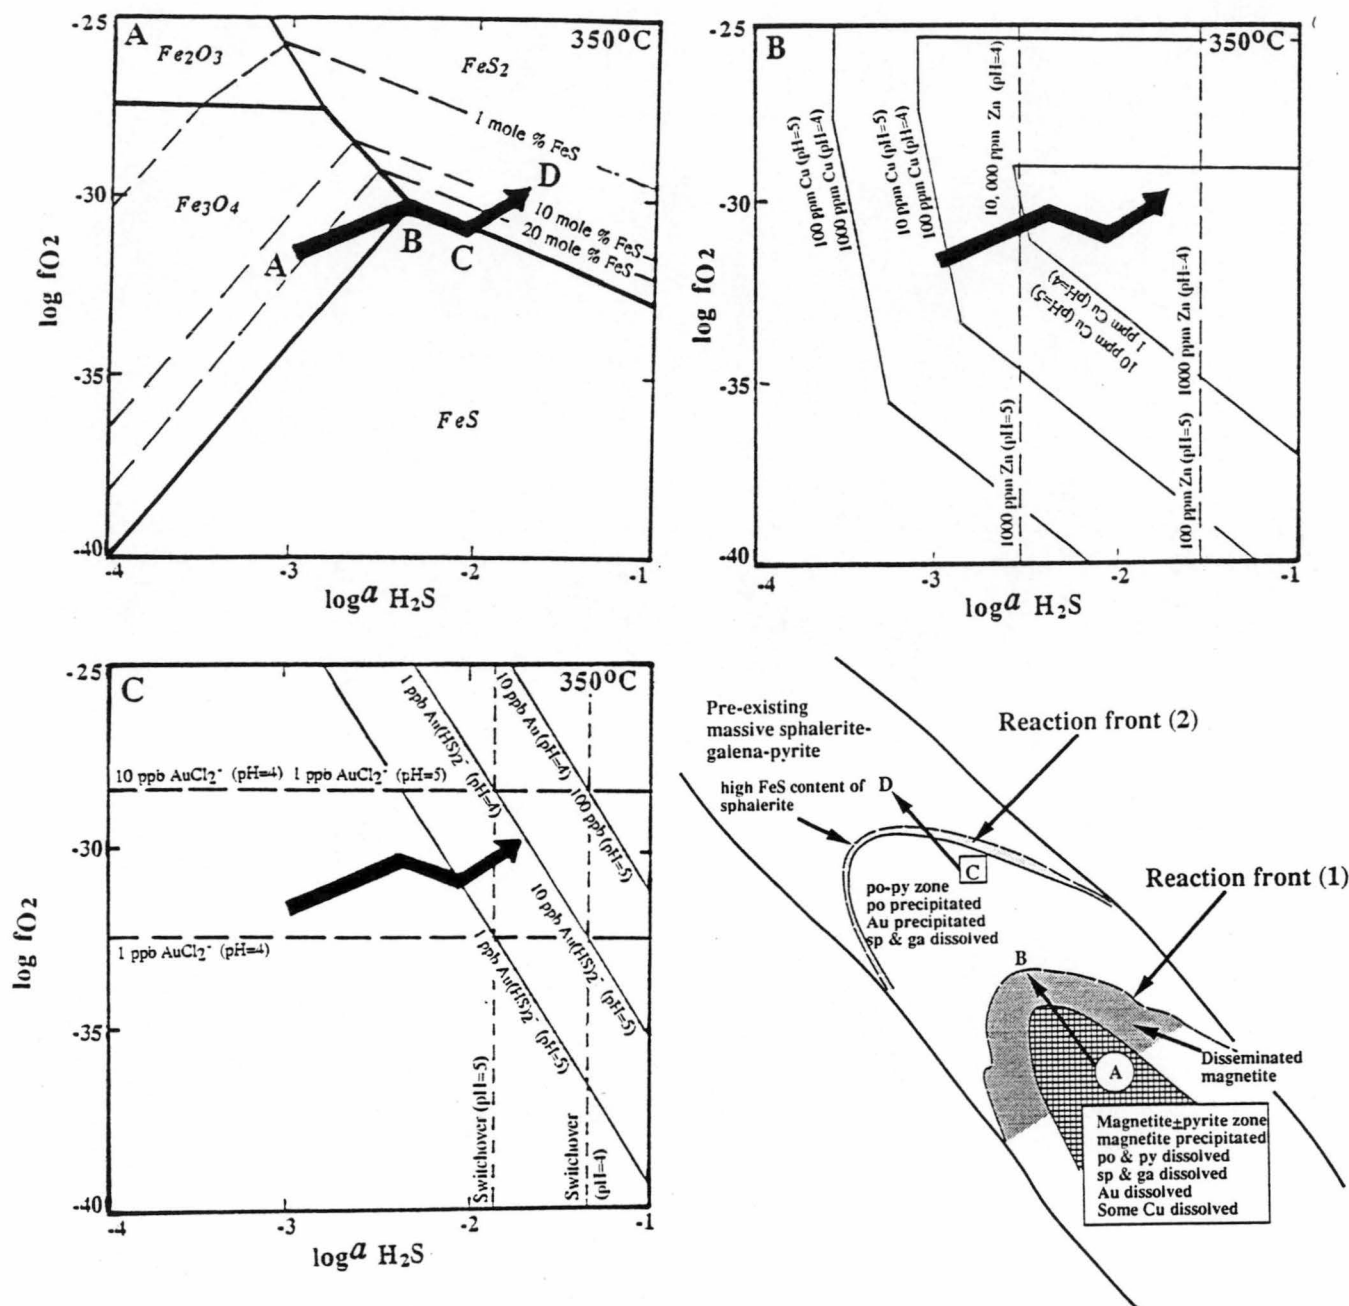 A
350°C
-25
-30
-35
-40
Fe2O3
FeS2
Fe3O4
FeS
1 mole % FeS
10 mole % FeS
20 mole % FeS
A
B
C
D
log fO2
-4
-3
-2
-1
log a H2S
B
350°C
-25
-30
-35
-40
100 ppm Cu (pH=5)
1000 ppm Cu (pH=4)
10 ppm Cu (pH=5)
100 ppm Cu (pH=4)
10, 000 ppm Zn (pH=4)
1000 ppm Zn (pH=5)
1 ppm Cu (pH=4)
10 ppm Cu (pH=5)
1000 ppm Zn (pH=4)
100 ppm Zn (pH=5)
log fO2
-4
-3
-2
-1
log a H2S
C
350°C
-25
-30
-35
-40
10 ppb AuCl2- (pH=4)
1 ppb AuCl2- (pH=5)
1 ppb AuCl2- (pH=4)
1 ppb Au(HS)2- (pH=4)
10 ppb Au(pH=4)
100 ppb (pH=5)
10 ppb Au(HS)2- (pH=5)
1 ppb Au(HS)2- (pH=5)
Switchover (pH=5)
Switchover
(pH=4)
log fO2
-4
-3
-2
-1
log a H2S
Pre-existing
massive sphalerite-
galena-pyrite
Reaction front (2)
high FeS content of
sphalerite
D
C
po-py zone
po precipitated
Au precipitated
sp & ga dissolved
Reaction front (1)
B
A
Disseminated
magnetite
Magnetite±pyrite zone
magnetite precipitated
po & py dissolved
sp & ga dissolved
Au dissolved
Some Cu dissolved